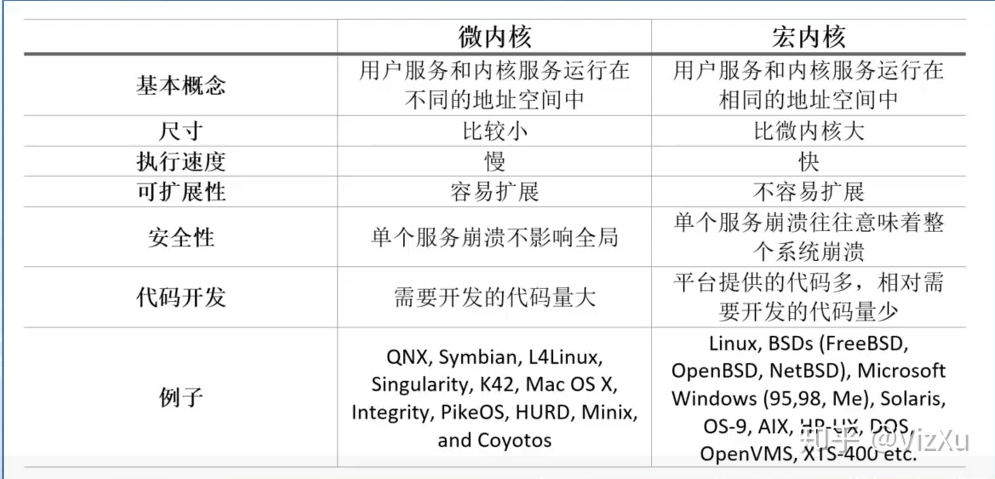 微内核 宏内核
基本概念 用户服务和内核服务运行在 用户服务和内核服务运行在
不同的地址空间中 相同的地址空间中
尺寸 比较小 比微内核大
执行速度 慢 快
可扩展性 容易扩展 不容易扩展
安全性 单个服务崩溃不影响全局 单个服务崩溃往往意味着整
个系统崩溃
代码开发 需要开发的代码量大 平台提供的代码多，相对需
要开发的代码量少
例子 QNX, Symbian, L4Linux, Linux, BSDs (FreeBSD,
Singularity, K42, Mac OS X, OpenBSD, NetBSD), Microsoft
Integrity, PikeOS, HURD, Minix, Windows (95,98, Me), Solaris,
and Coyotos OS-9, AIX, HP-UX, DOS,
OpenVMS, XTS-400 etc.
知乎 @VizXu